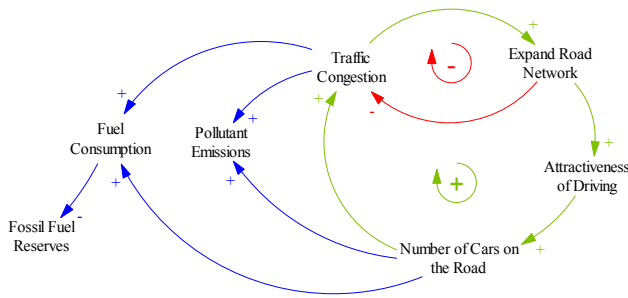 +
Traffic
Congestion
-
Expand Road
Network
+
+
-
+
Fuel
Consumption
Pollutant
Emissions
+
+
+
+
Attractiveness
of Driving
-
Fossil Fuel
Reserves
Number of Cars on
the Road
+